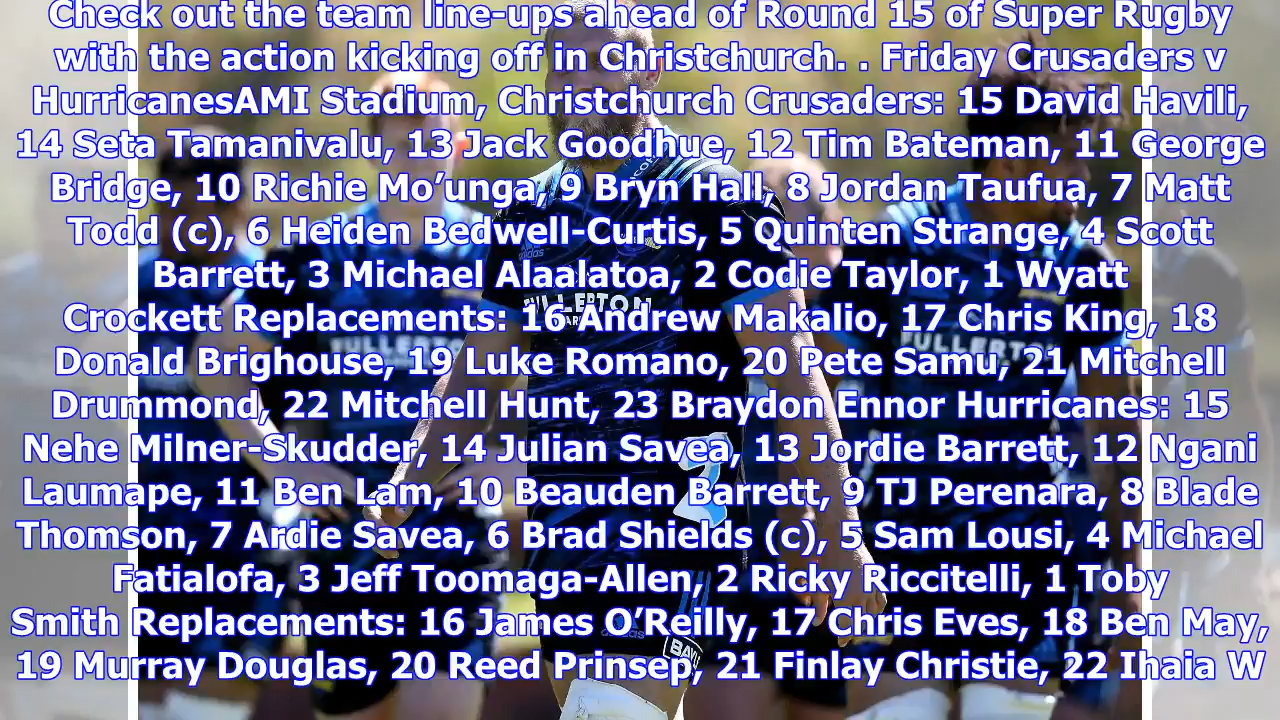 Check out the team line-ups ahead of Round 15 of Super Rugby
with the action kicking off in Christchurch. . Friday Crusaders v
HurricanesAMI Stadium, Christchurch Crusaders: 15 David Havili,
14 Seta Tamanivalu, 13 Jack Goodhue, 12 Tim Bateman, 11 George
Bridge, 10 Richie Mo’unga, 9 Bryn Hall, 8 Jordan Taufua, 7 Matt
Todd (c), 6 Heiden Bedwell-Curtis, 5 Quinten Strange, 4 Scott
Barrett, 3 Michael Alaalatoa, 2 Codie Taylor, 1 Wyatt
Crockett Replacements: 16 Andrew Makalio, 17 Chris King, 18
Donald Brighouse, 19 Luke Romano, 20 Pete Samu, 21 Mitchell
Drummond, 22 Mitchell Hunt, 23 Braydon Ennor Hurricanes: 15
Nehe Milner-Skudder, 14 Julian Savea, 13 Jordie Barrett, 12 Ngani
Laumape, 11 Ben Lam, 10 Beauden Barrett, 9 TJ Perenara, 8 Blade
Thomson, 7 Ardie Savea, 6 Brad Shields (c), 5 Sam Lousi, 4 Michael
Fatialofa, 3 Jeff Toomaga-Allen, 2 Ricky Riccitelli, 1 Toby
Smith Replacements: 16 James O’Reilly, 17 Chris Eves, 18 Ben May,
19 Murray Douglas, 20 Reed Prinsep, 21 Finlay Christie, 22 Ihaia W
FULLERTON
FULLERTON
FULLERTON
adidas
adidas